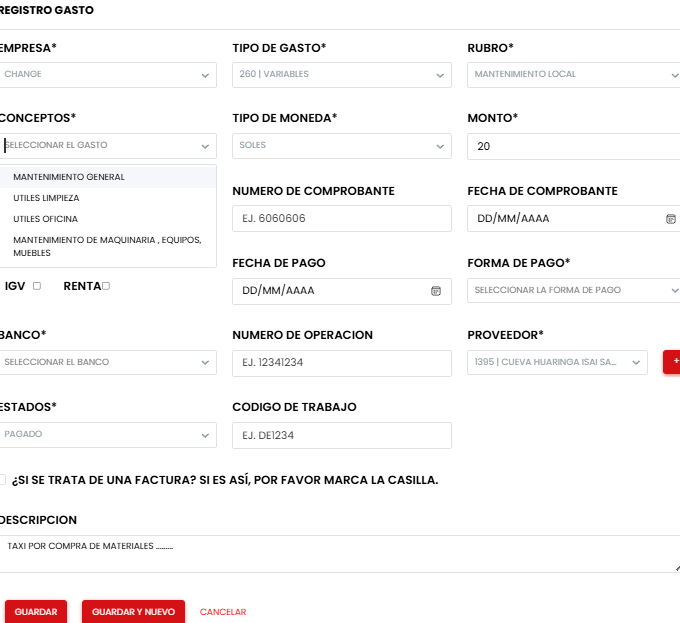 REGISTRO GASTO
EMPRESA* TIPO DE GASTO* RUBRO*
CHANGE 260 | VARIABLES MANTENIMIENTO LOCAL
CONCEPTOS* TIPO DE MONEDA* MONTO*
SELECCIONAR EL GASTO SOLES 20
MANTENIMIENTO GENERAL
UTILES LIMPIEZA NUMERO DE COMPROBANTE FECHA DE COMPROBANTE
UTILES OFICINA EJ. 6060606 DD/MM/AAAA
MANTENIMIENTO DE MAQUINARIA , EQUIPOS,
MUEBLES
FECHA DE PAGO FORMA DE PAGO*
IGV RENTA DD/MM/AAAA SELECCIONAR LA FORMA DE PAGO
BANCO* NUMERO DE OPERACION PROVEEDOR*
SELECCIONAR EL BANCO EJ. 12341234 1395 | CUEVA HUARINGA ISAI SA... +
ESTADOS* CODIGO DE TRABAJO
PAGADO EJ. DE1234
¿SI SE TRATA DE UNA FACTURA? SI ES ASÍ, POR FAVOR MARCA LA CASILLA.
DESCRIPCION
TAXI POR COMPRA DE MATERIALES .........
GUARDAR GUARDAR Y NUEVO CANCELAR